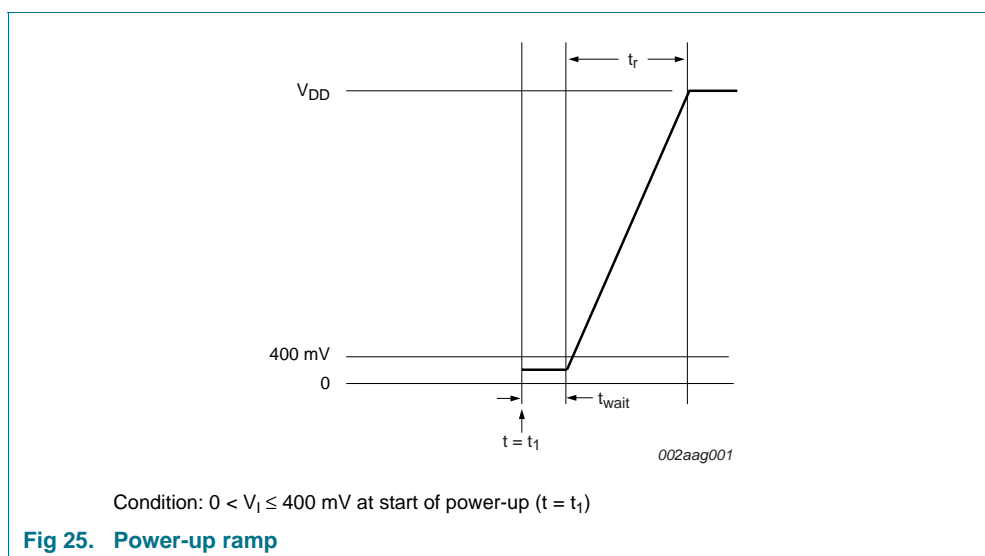 t_r
V_DD
400 mV
0
t_wait
t = t_1
002aag001
Condition: 0 < V_I ≤ 400 mV at start of power-up (t = t_1)
Fig 25. Power-up ramp